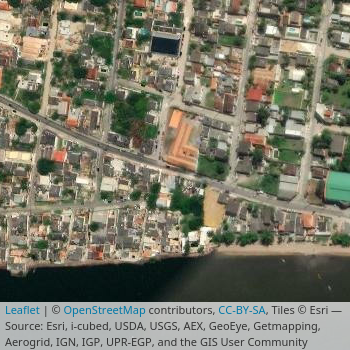 Leaflet | © OpenStreetMap contributors, CC-BY-SA, Tiles © Esri —
Source: Esri, i-cubed, USDA, USGS, AEX, GeoEye, Getmapping,
Aerogrid, IGN, IGP, UPR-EGP, and the GIS User Community